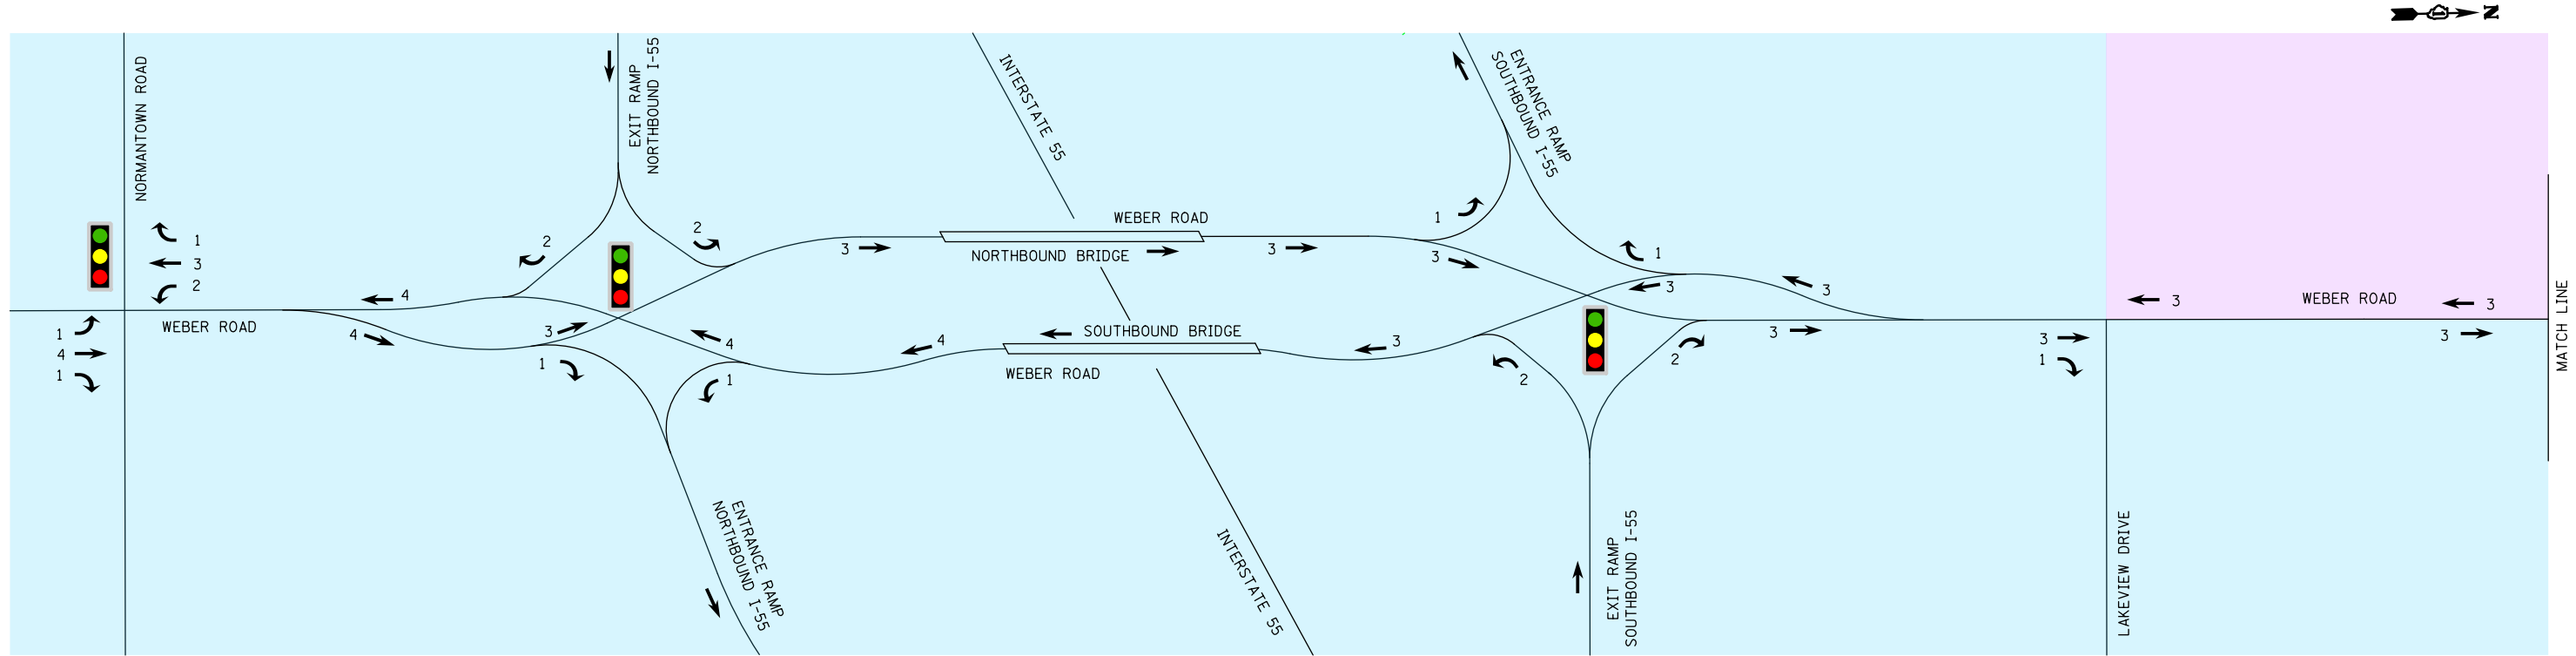 N
NORMANTOWN ROAD
EXIT RAMP
NORTHBOUND I-55
INTERSTATE 55
ENTRANCE RAMP
SOUTHBOUND I-55
1
3
2
2
2
3
WEBER ROAD
NORTHBOUND BRIDGE
3
1
3
1
3
3
3
WEBER ROAD
3
3
MATCH LINE
4
WEBER ROAD
1
4
1
4
3
1
4
1
4
SOUTHBOUND BRIDGE
WEBER ROAD
3
2
2
3
3
1
ENTRANCE RAMP
NORTHBOUND I-55
INTERSTATE 55
EXIT RAMP
SOUTHBOUND I-55
LAKEVIEW DRIVE